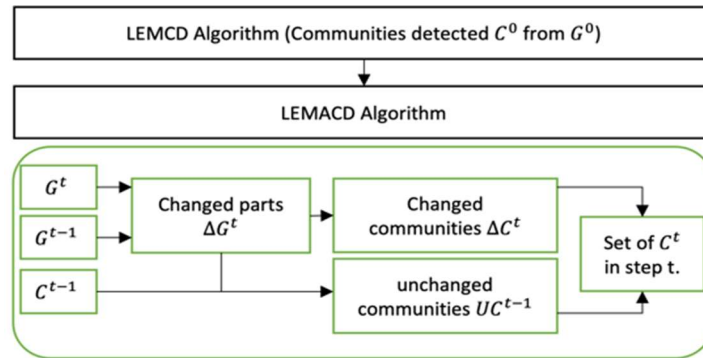 LEMCD Algorithm (Communities detected C⁰ from G⁰)
LEMACD Algorithm
Gᵗ
Gᵗ⁻¹
Cᵗ⁻¹
Changed parts
ΔGᵗ
Changed
communities ΔCᵗ
unchanged
communities UCᵗ⁻¹
Set of Cᵗ
in step t.